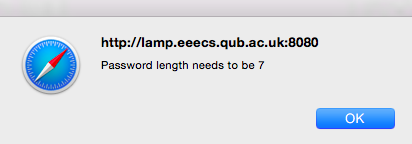 http://lamp.eeecs.qub.ac.uk:8080
Password length needs to be 7
OK